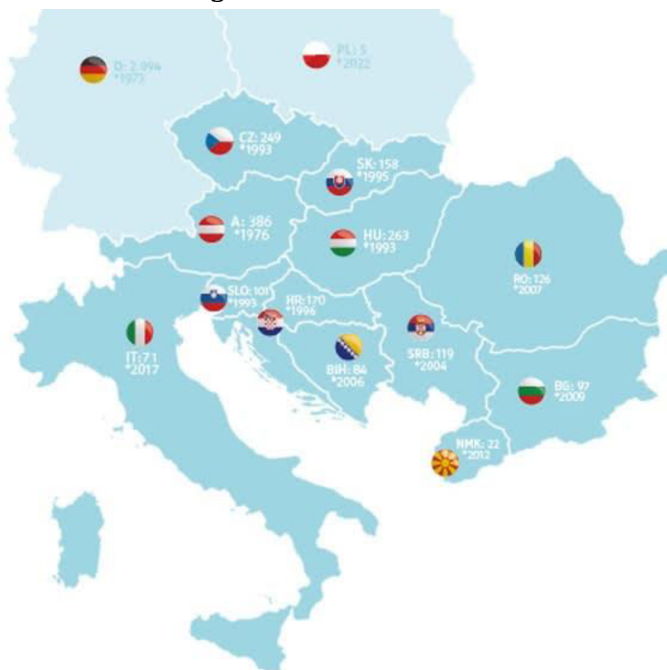 D: 2.094
*1973
PL: 5
*2022
CZ: 249
*1993
SK: 158
*1995
A: 386
*1976
HU: 263
*1993
RO: 126
*2007
SLO: 101
*1993
HR: 170
*1996
IT: 71
*2017
BIH: 84
*2006
SRB: 119
*2004
BG: 97
*2009
NMK: 22
*2012